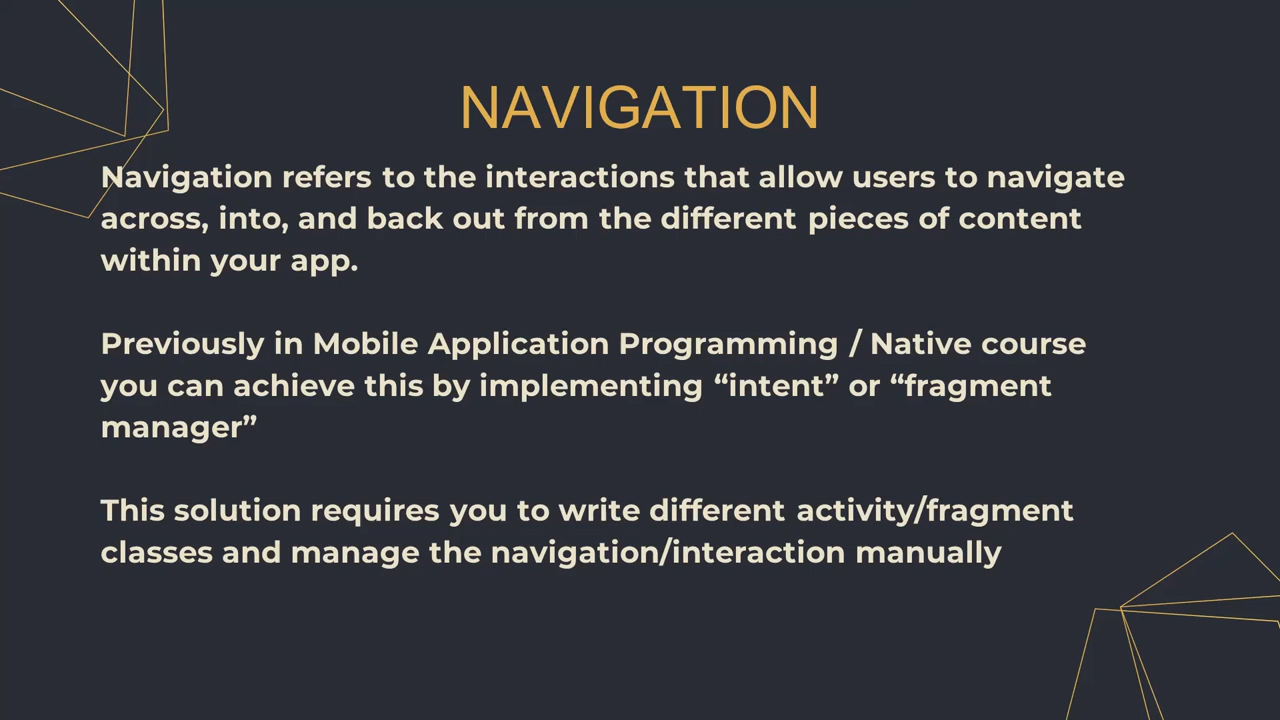 NAVIGATION
Navigation refers to the interactions that allow users to navigate
across, into, and back out from the different pieces of content
within your app.
Previously in Mobile Application Programming / Native course
you can achieve this by implementing “intent” or “fragment
manager”
This solution requires you to write different activity/fragment
classes and manage the navigation/interaction manually